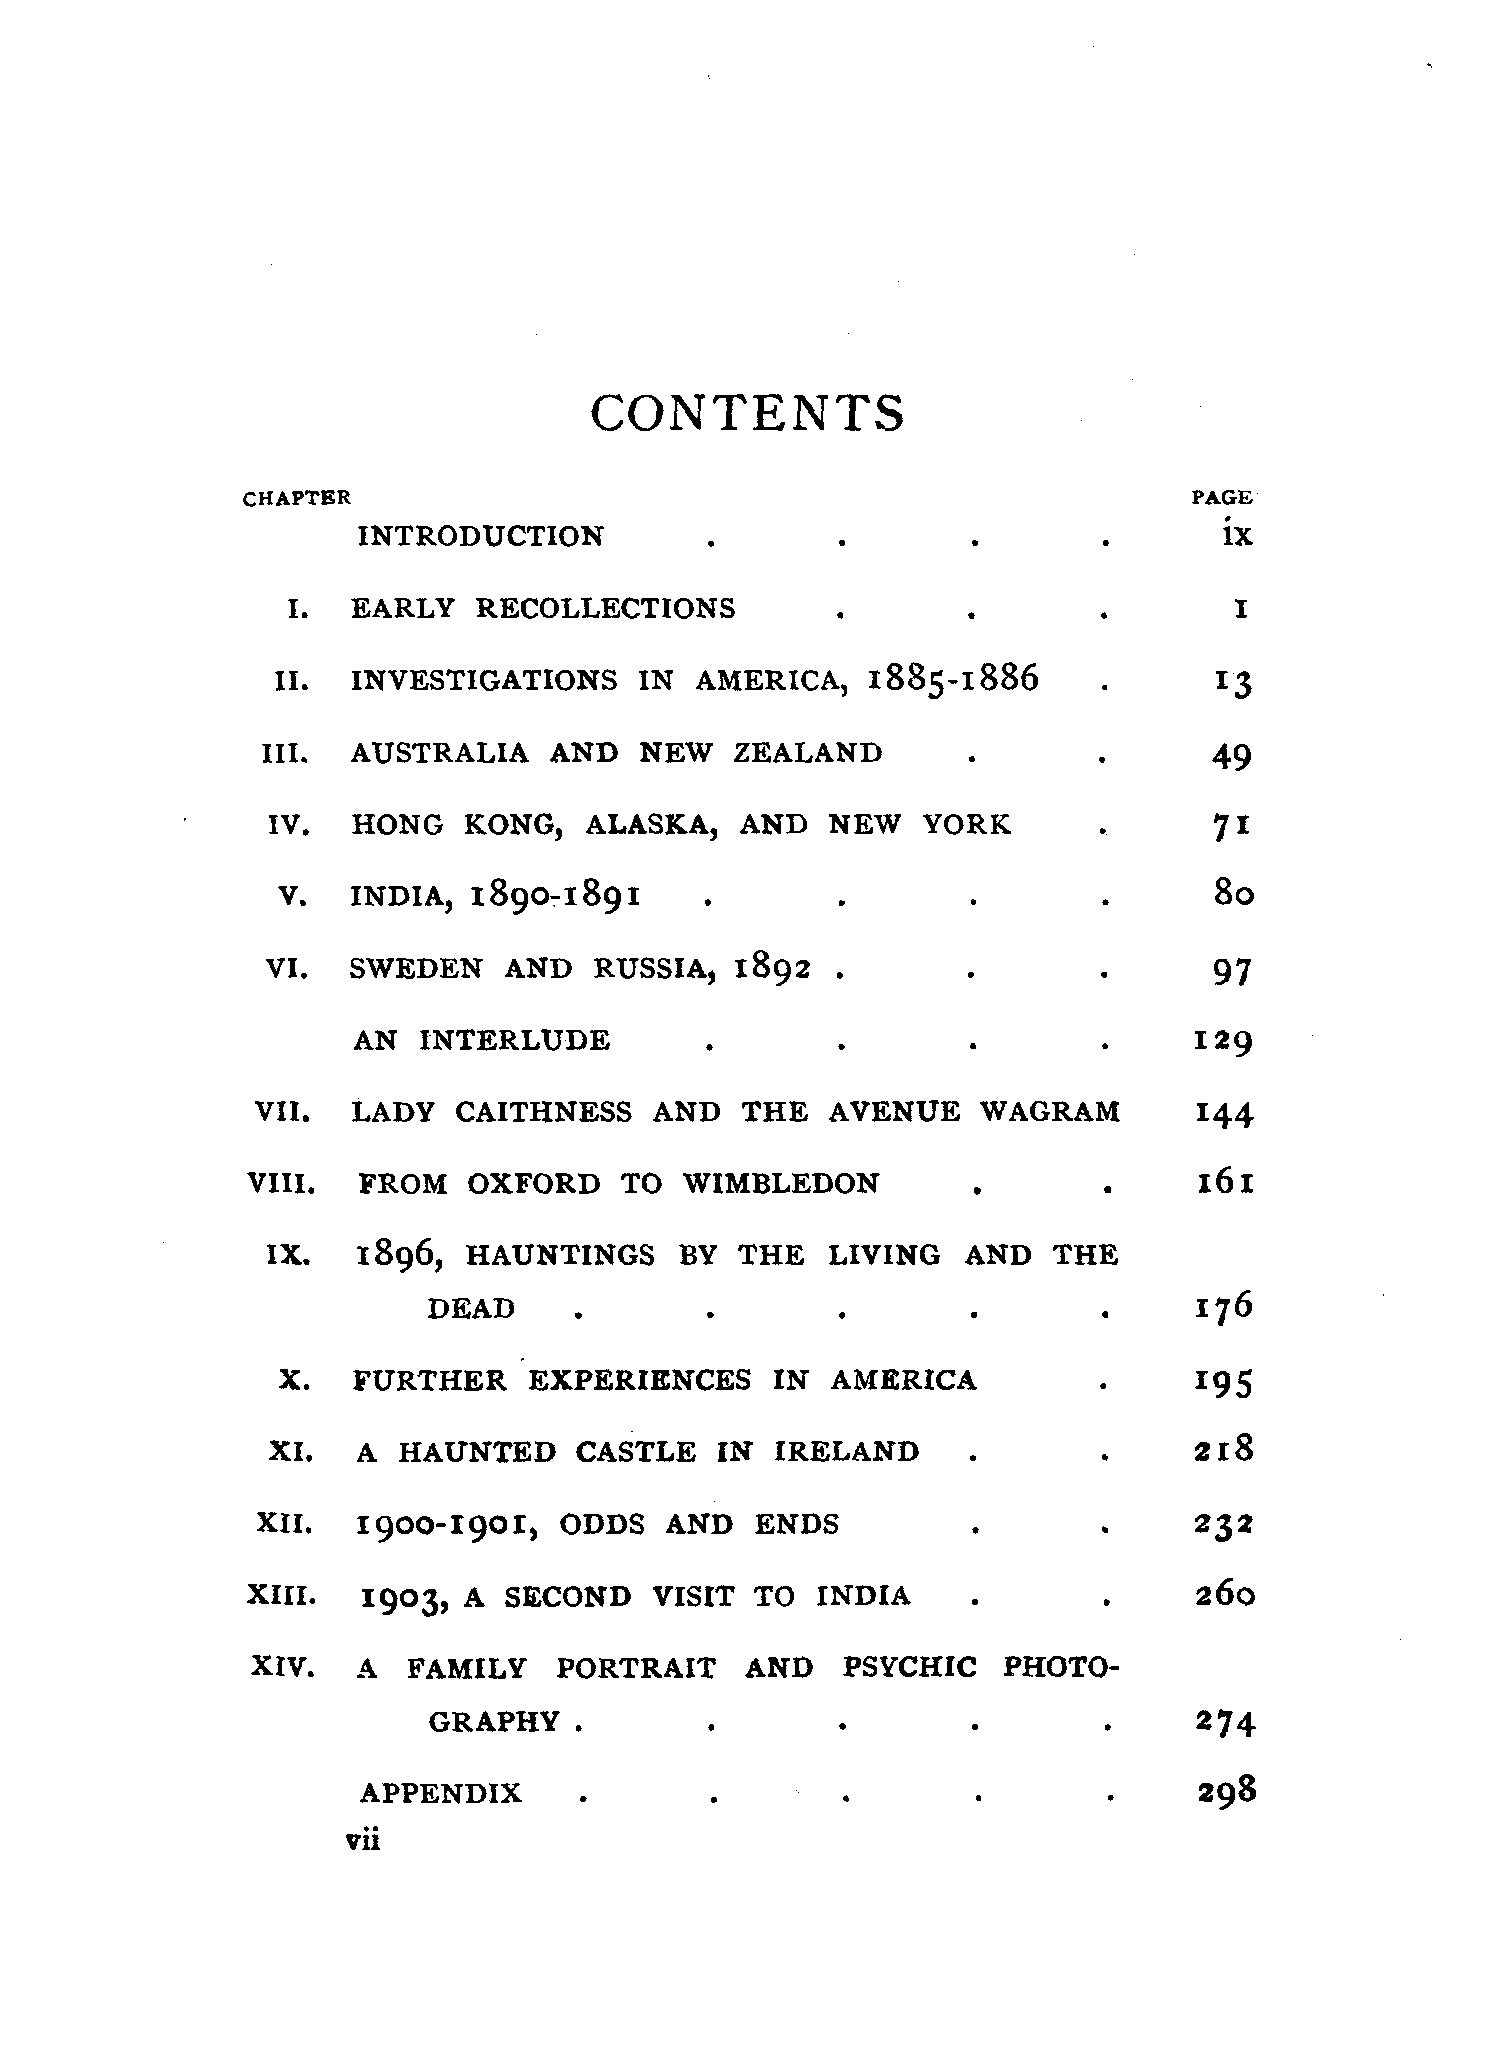 CONTENTS
CHAPTER PAGE
INTRODUCTION . . . . ix
I. EARLY RECOLLECTIONS . . . 1
II. INVESTIGATIONS IN AMERICA, 1885-1886 . 13
III. AUSTRALIA AND NEW ZEALAND . . 49
IV. HONG KONG, ALASKA, AND NEW YORK . 71
V. INDIA, 1890-1891 . . . . 80
VI. SWEDEN AND RUSSIA, 1892 . . . 97
AN INTERLUDE . . . . 129
VII. LADY CAITHNESS AND THE AVENUE WAGRAM 144
VIII. FROM OXFORD TO WIMBLEDON . . 161
IX. 1896, HAUNTINGS BY THE LIVING AND THE
DEAD . . . . . 176
X. FURTHER EXPERIENCES IN AMERICA . 195
XI. A HAUNTED CASTLE IN IRELAND . . 218
XII. 1900-1901, ODDS AND ENDS . . 232
XIII. 1903, A SECOND VISIT TO INDIA . . 260
XIV. A FAMILY PORTRAIT AND PSYCHIC PHOTO-
GRAPHY . . . . . 274
APPENDIX . . . . . 298
vii